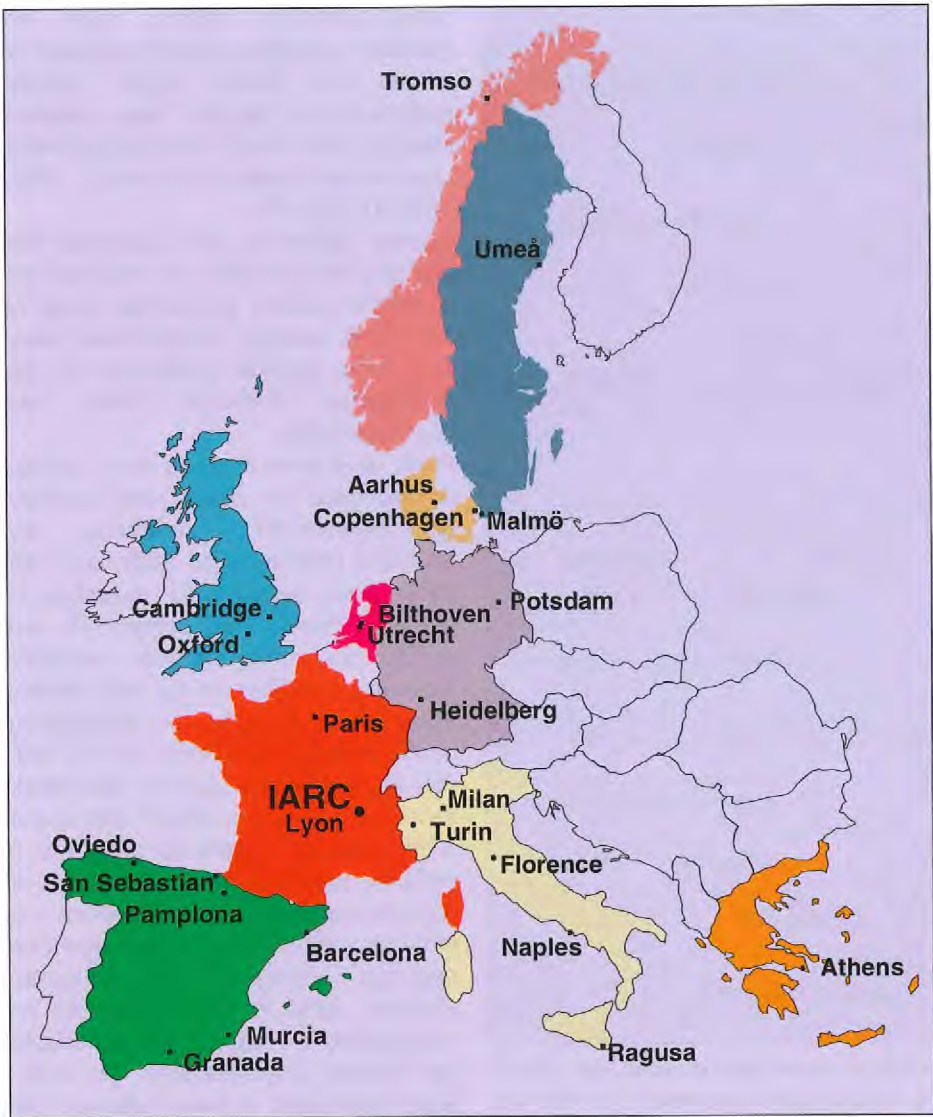 Tromso
Umeå
Aarhus
Copenhagen
Malmö
Cambridge
Oxford
Bilthoven
Utrecht
Potsdam
Heidelberg
Paris
IARC
Lyon
Milan
Turin
Florence
Oviedo
San Sebastian
Pamplona
Barcelona
Naples
Athens
Murcia
Granada
Ragusa